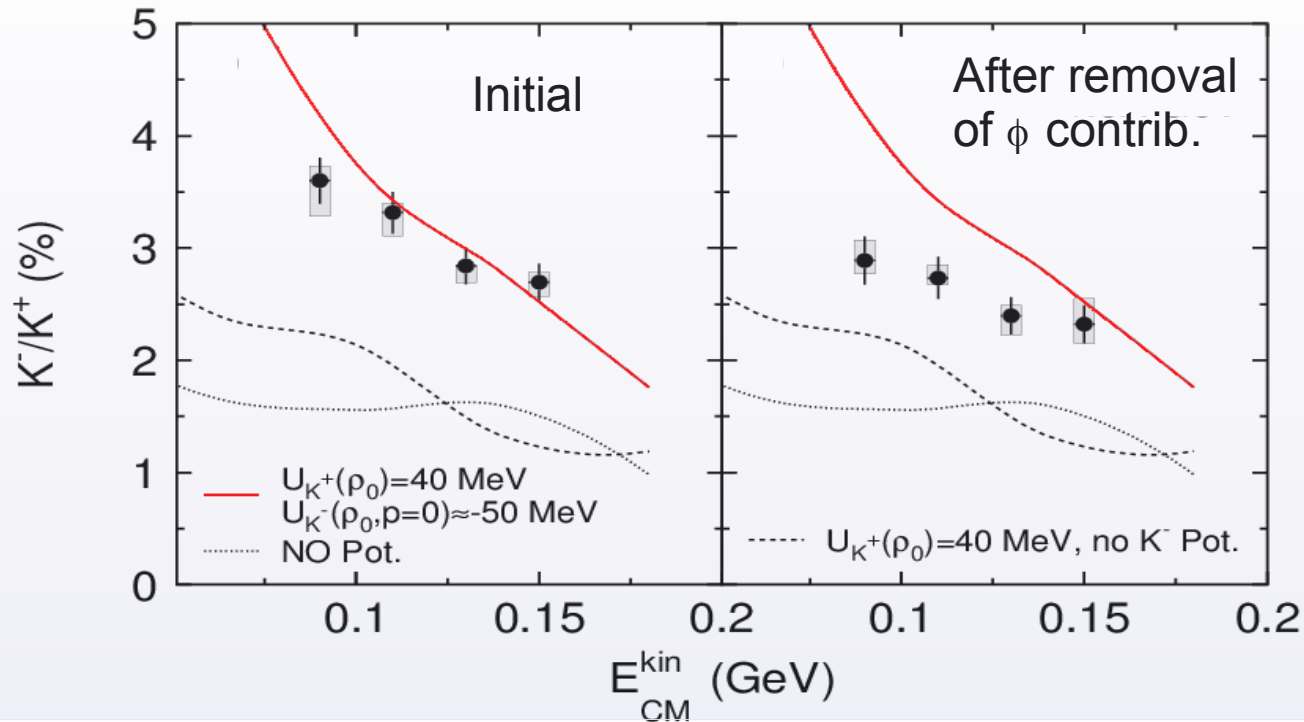 K⁻/K⁺ (%)
5
4
3
2
1
0
Initial
U_K⁺(ρ₀)=40 MeV
U_K⁻(ρ₀,p=0)≈-50 MeV
NO Pot.
After removal
of ϕ contrib.
U_K⁺(ρ₀)=40 MeV, no K⁻ Pot.
0.1 0.15 0.2 0.1 0.15 0.2
E_CM^kin (GeV)